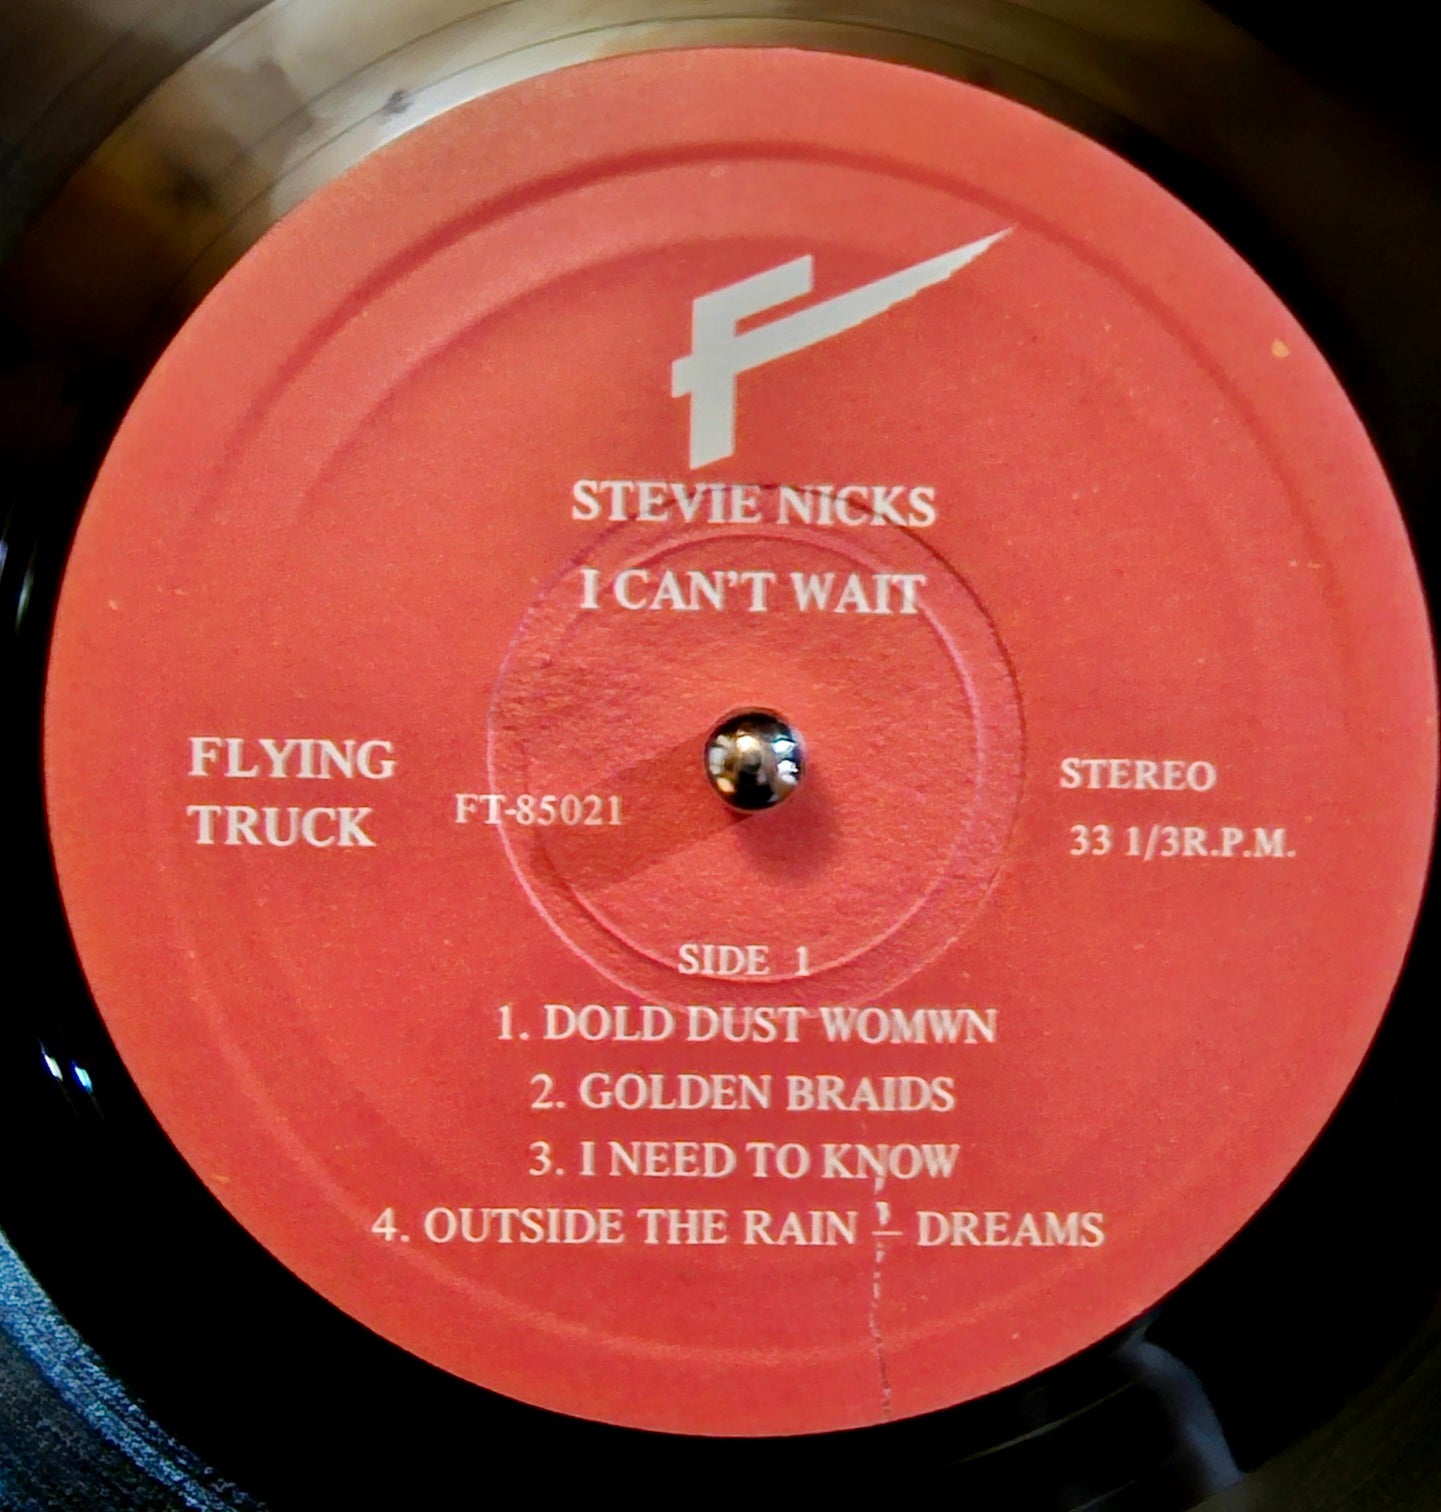 STEVIE NICKS
I CAN'T WAIT
FLYING
TRUCK
FT-85021
STEREO
33 1/3R.P.M.
SIDE 1
1. DOLD DUST WOMWN
2. GOLDEN BRAIDS
3. I NEED TO KNOW
4. OUTSIDE THE RAIN - DREAMS